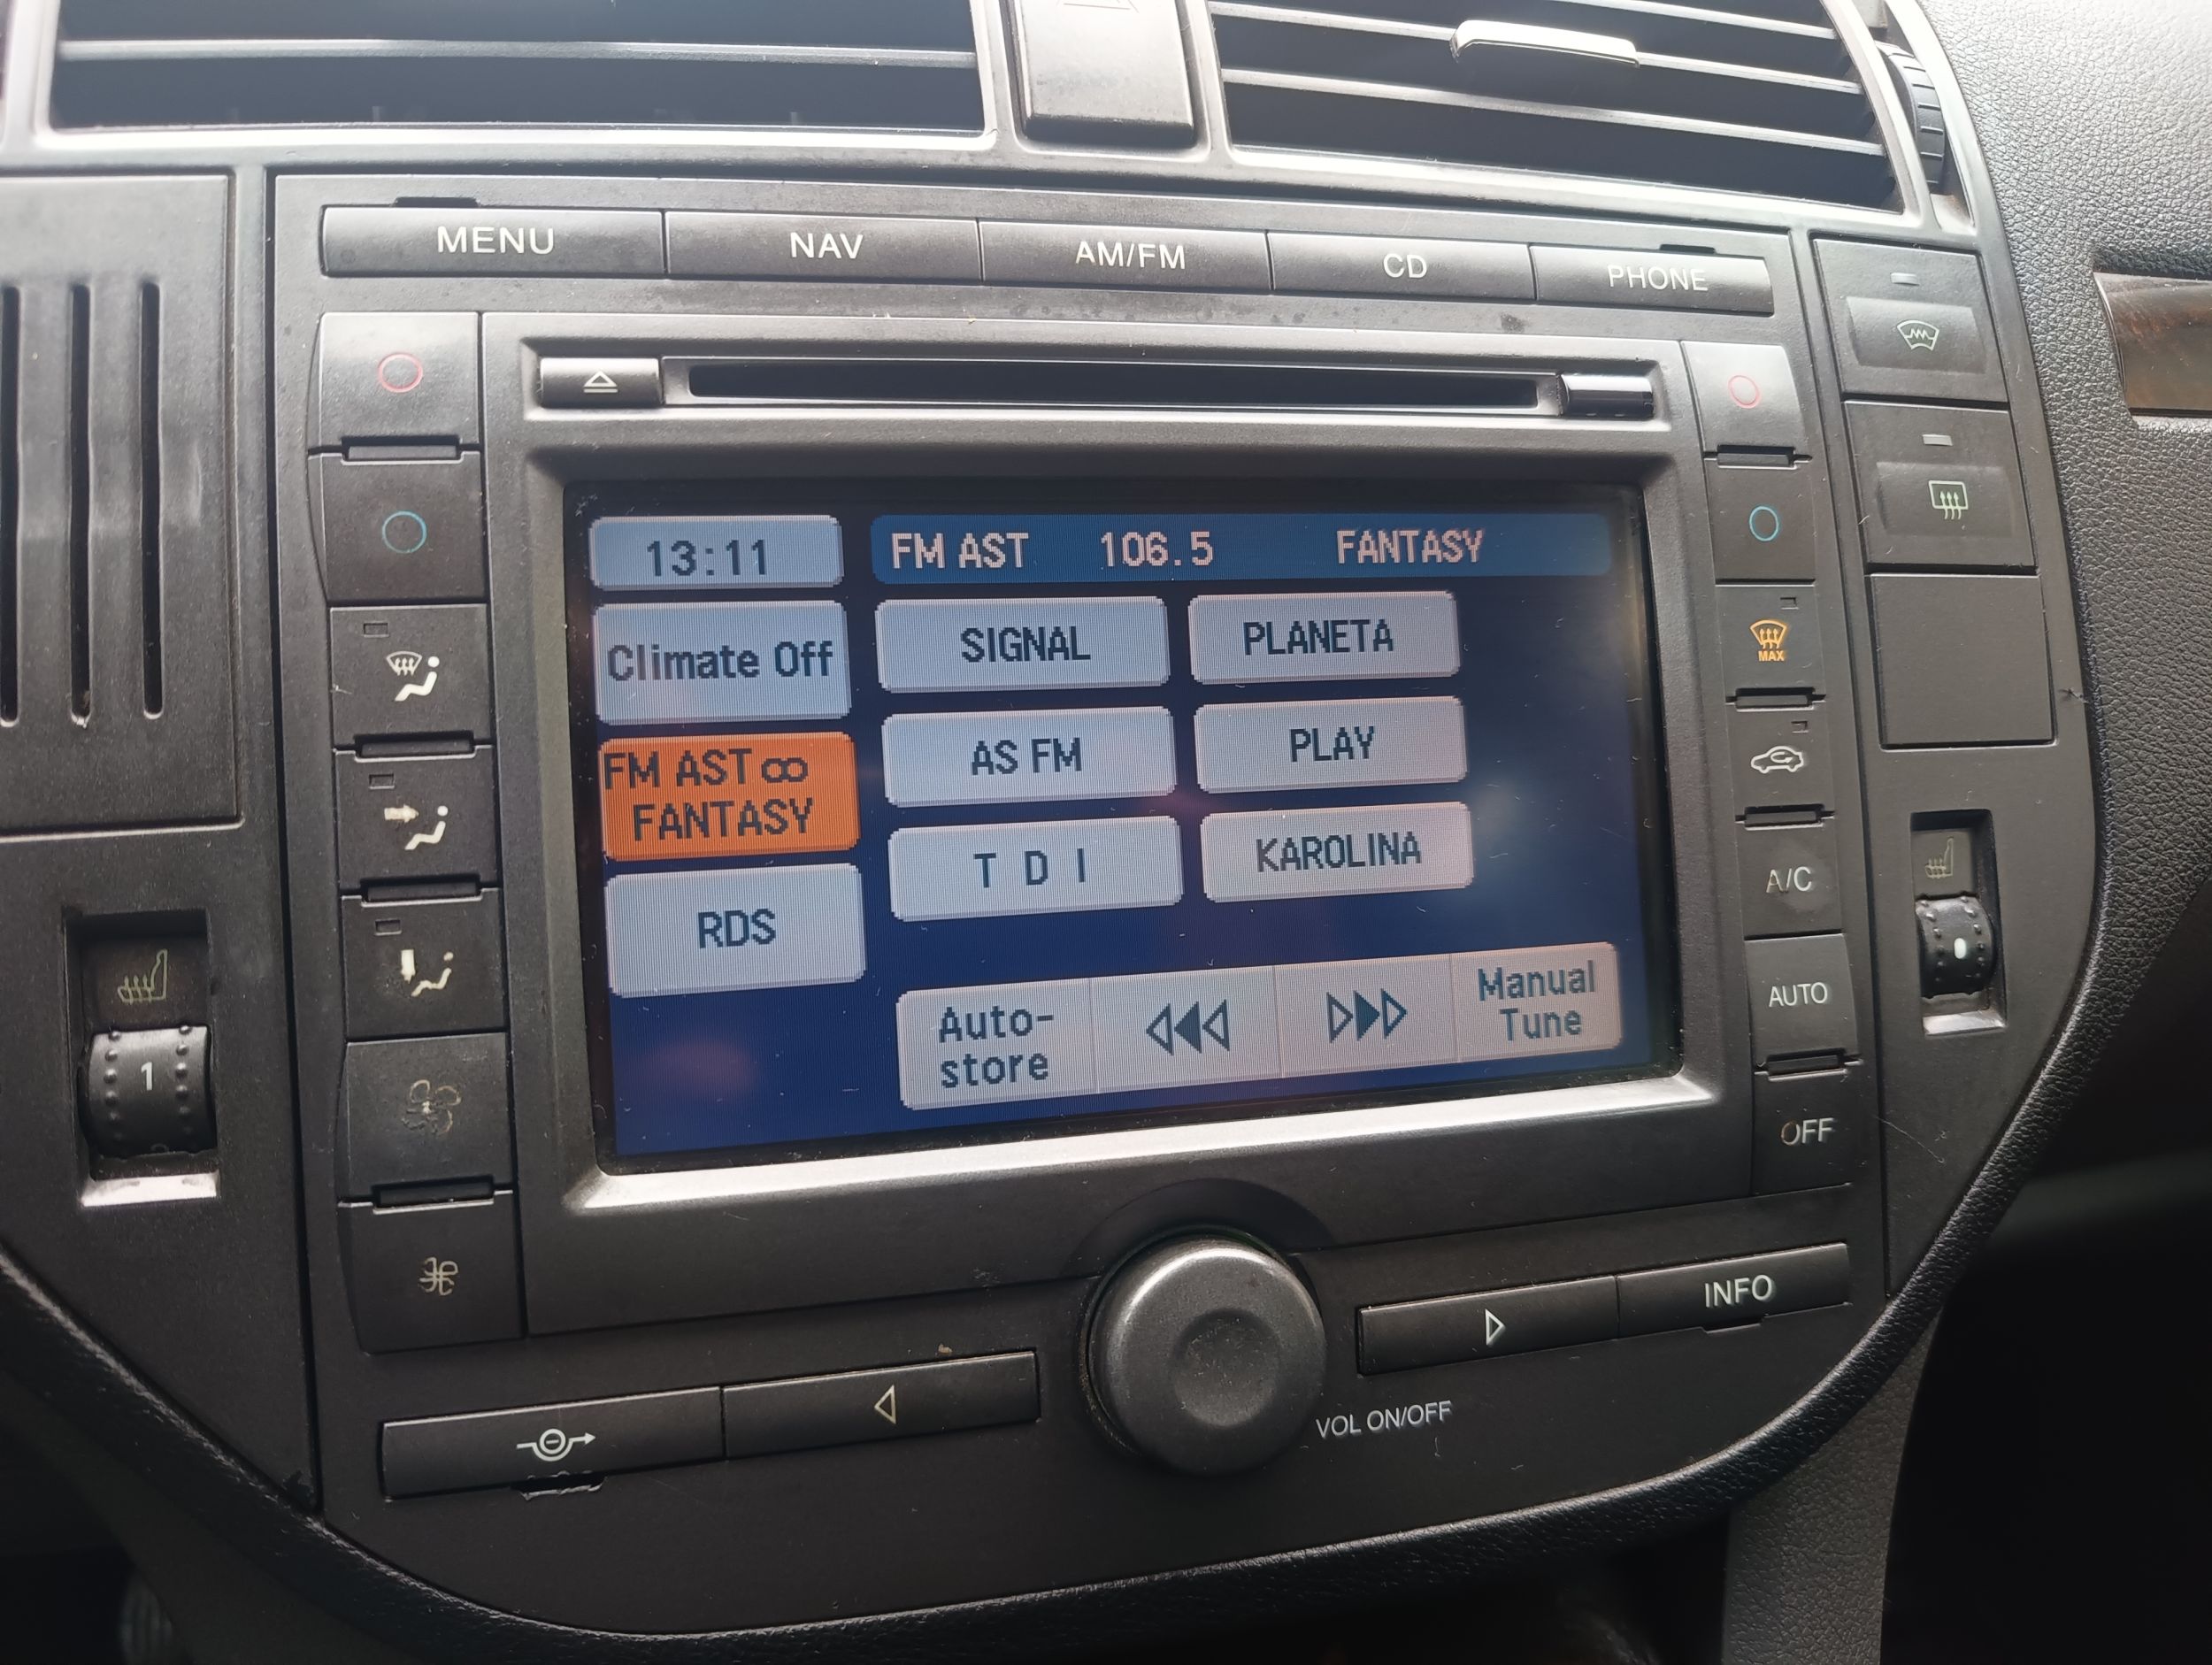 MENU
NAV
AM/FM
CD
PHONE
13:11
FM AST 106.5 FANTASY
Climate Off
SIGNAL
PLANETA
MAX
FM AST
FANTASY
AS FM
PLAY
T D I
KAROLINA
A/C
RDS
AUTO
Auto-
store
Manual
Tune
1
OFF
INFO
VOL ON/OFF